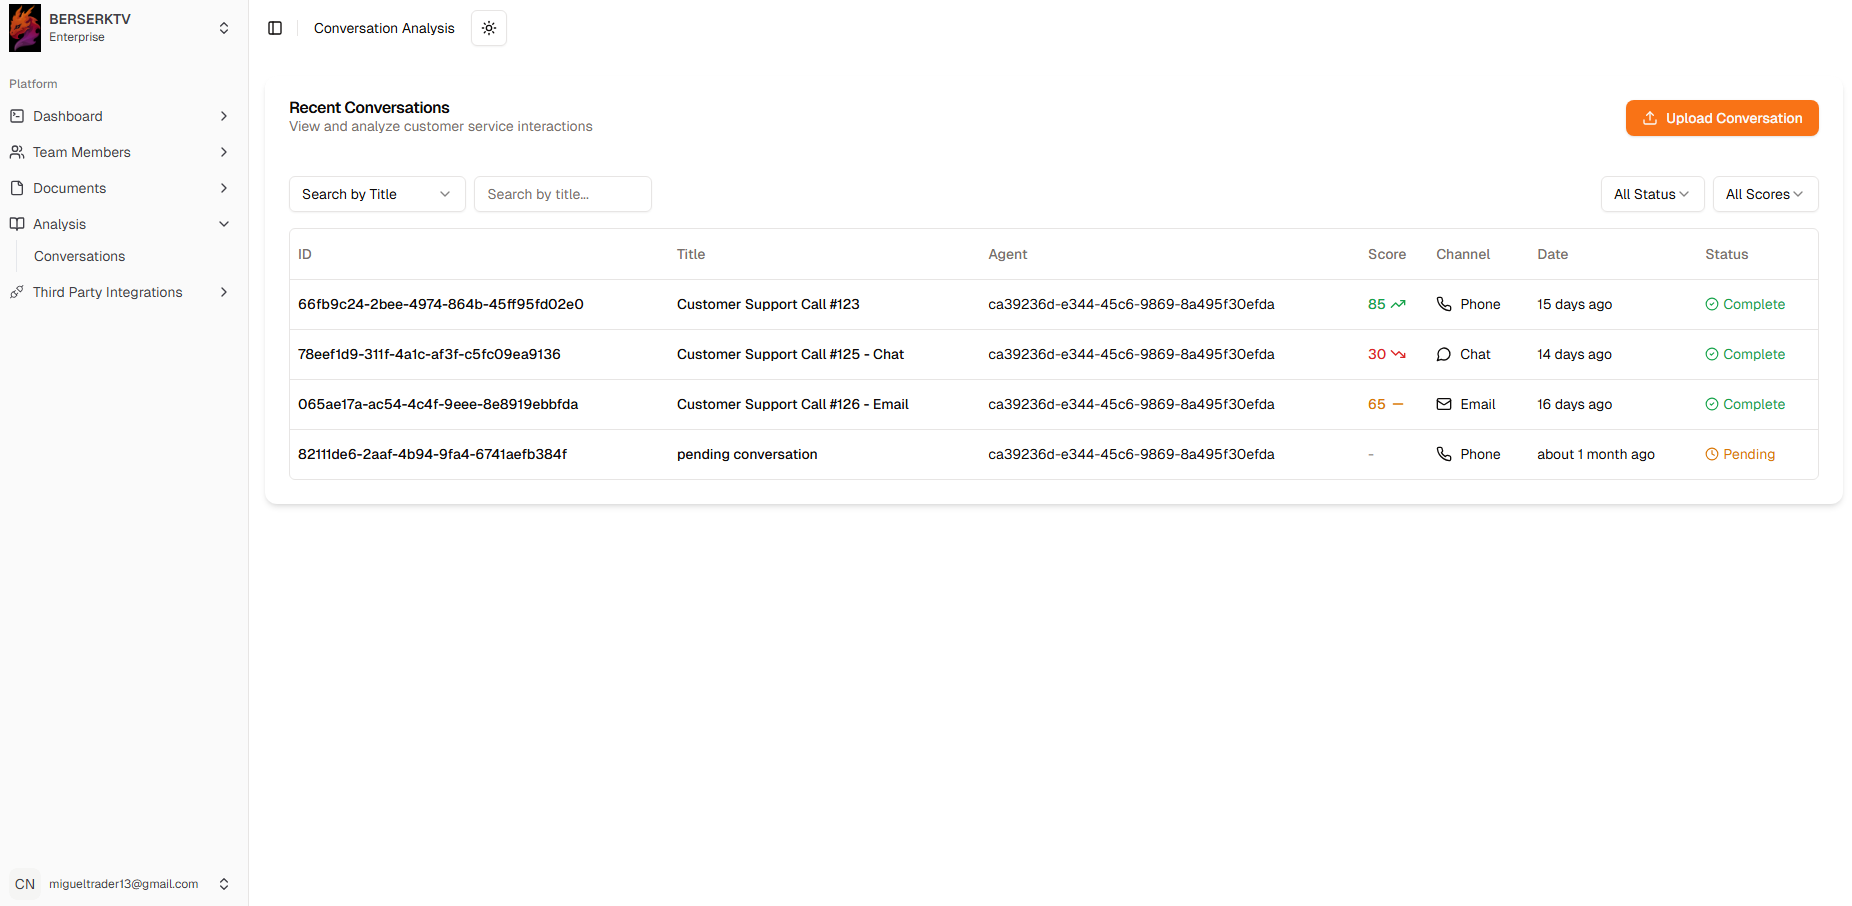 BERSERKTV
Enterprise
Platform
Dashboard
Team Members
Documents
Analysis
Conversations
Third Party Integrations
CN migueltrader13@gmail.com
Conversation Analysis
Recent Conversations
View and analyze customer service interactions
Upload Conversation
Search by Title Search by title... All Status All Scores
ID Title Agent Score Channel Date Status
66fb9c24-2bee-4974-864b-45ff95fd02e0 Customer Support Call #123 ca39236d-e344-45c6-9869-8a495f30efda 85 Phone 15 days ago Complete
78eef1d9-311f-4a1c-af3f-c5fc09ea9136 Customer Support Call #125 - Chat ca39236d-e344-45c6-9869-8a495f30efda 30 Chat 14 days ago Complete
065ae17a-ac54-4c4f-9eee-8e8919ebbfda Customer Support Call #126 - Email ca39236d-e344-45c6-9869-8a495f30efda 65 Email 16 days ago Complete
82111de6-2aaf-4b94-9fa4-6741aefb384f pending conversation ca39236d-e344-45c6-9869-8a495f30efda - Phone about 1 month ago Pending